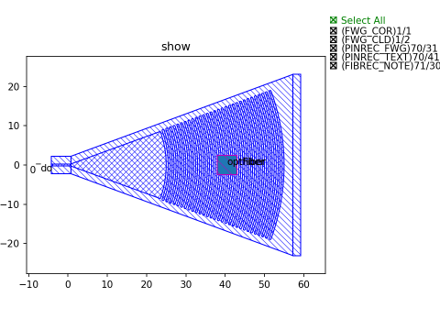 Select All
(FWG_COR)1/1
(FWG_CLD)1/2
(PINREC_FWG)70/31
(PINREC_TEXT)70/41
(FIBREC_NOTE)71/30
show
20
10
0
−10
−20
−10
0
10
20
30
40
50
60